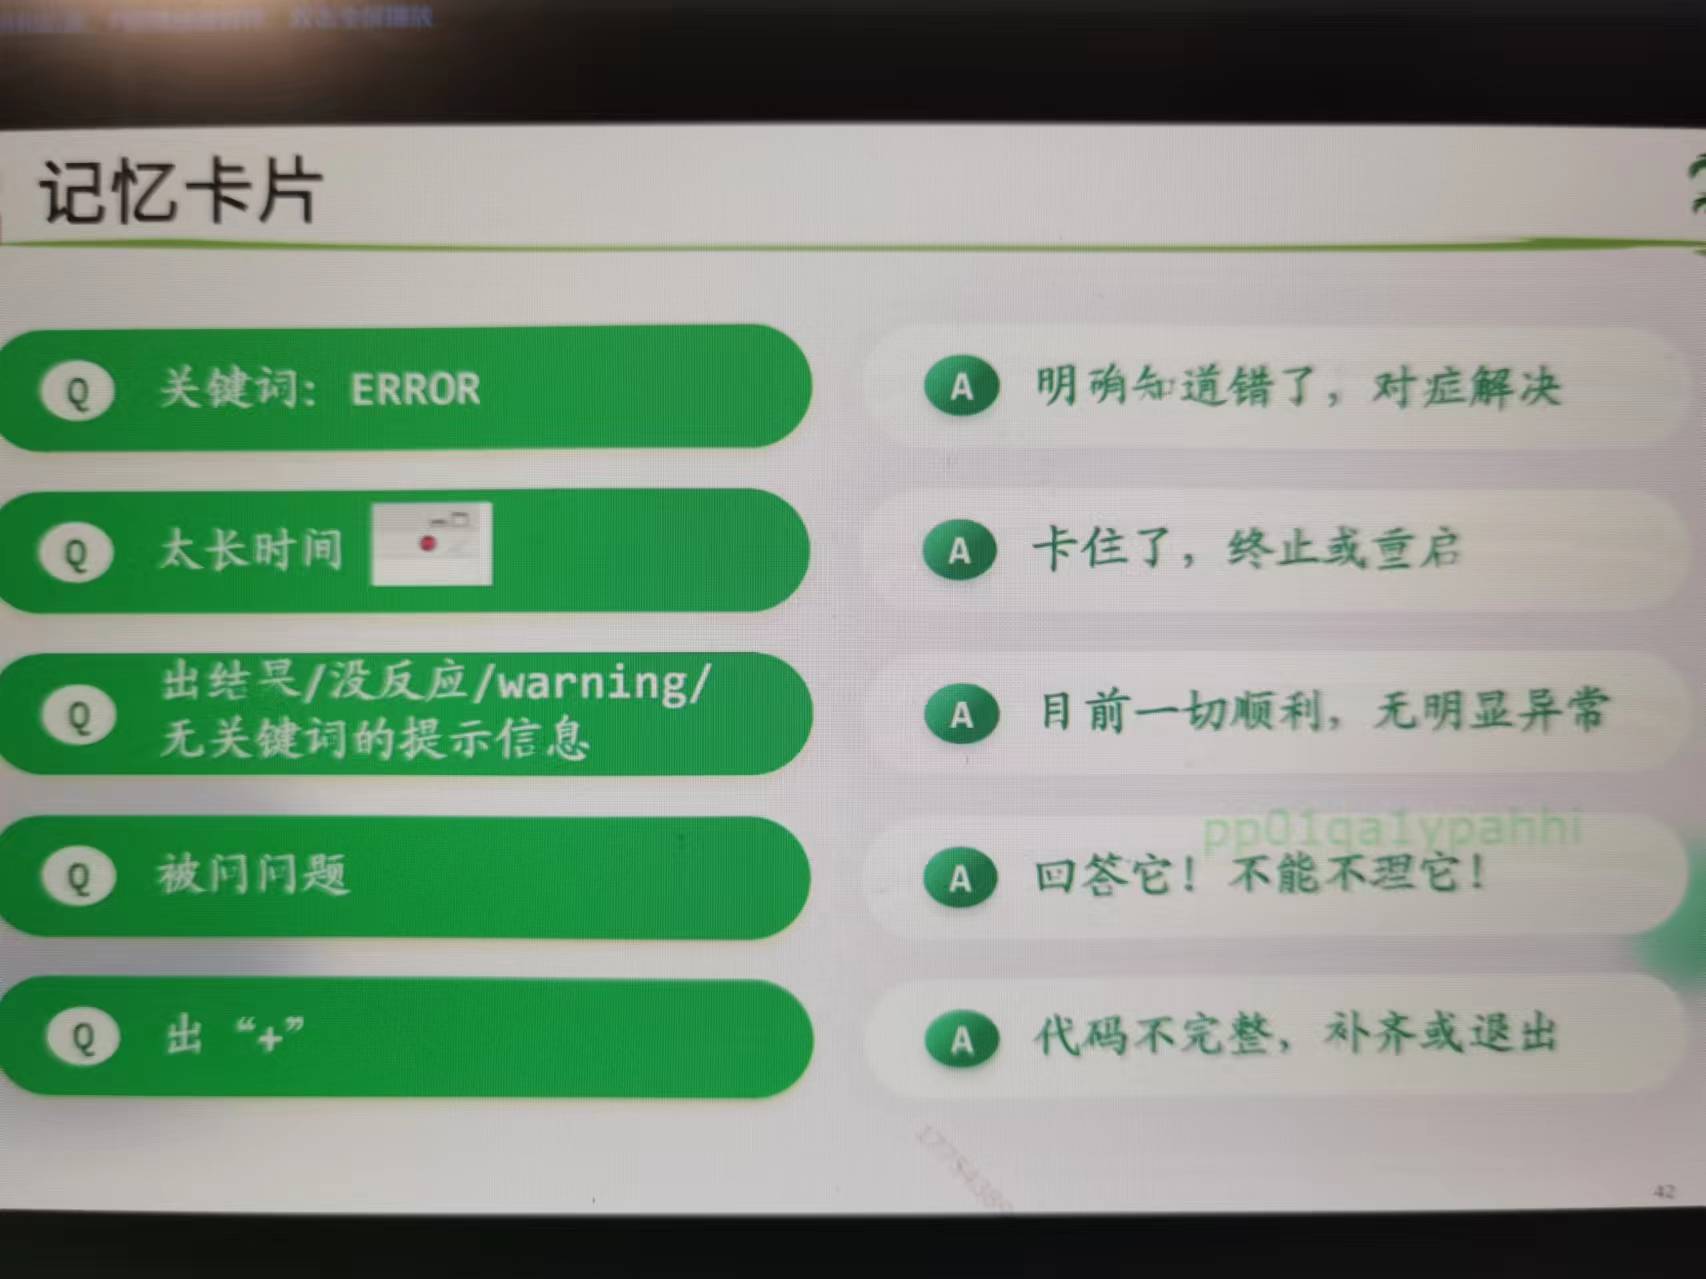 记忆卡片
Q 关键词：ERROR
A 明确知道错了，对症解决
Q 太长时间
A 卡住了，终止或重启
Q 出结果/没反应/warning/
无关键词的提示信息
A 目前一切顺利，无明显异常
pp01qa1ypahhi
Q 被问问题
A 回答它！不能不理它！
Q 出“+”
A 代码不完整，补齐或退出
42